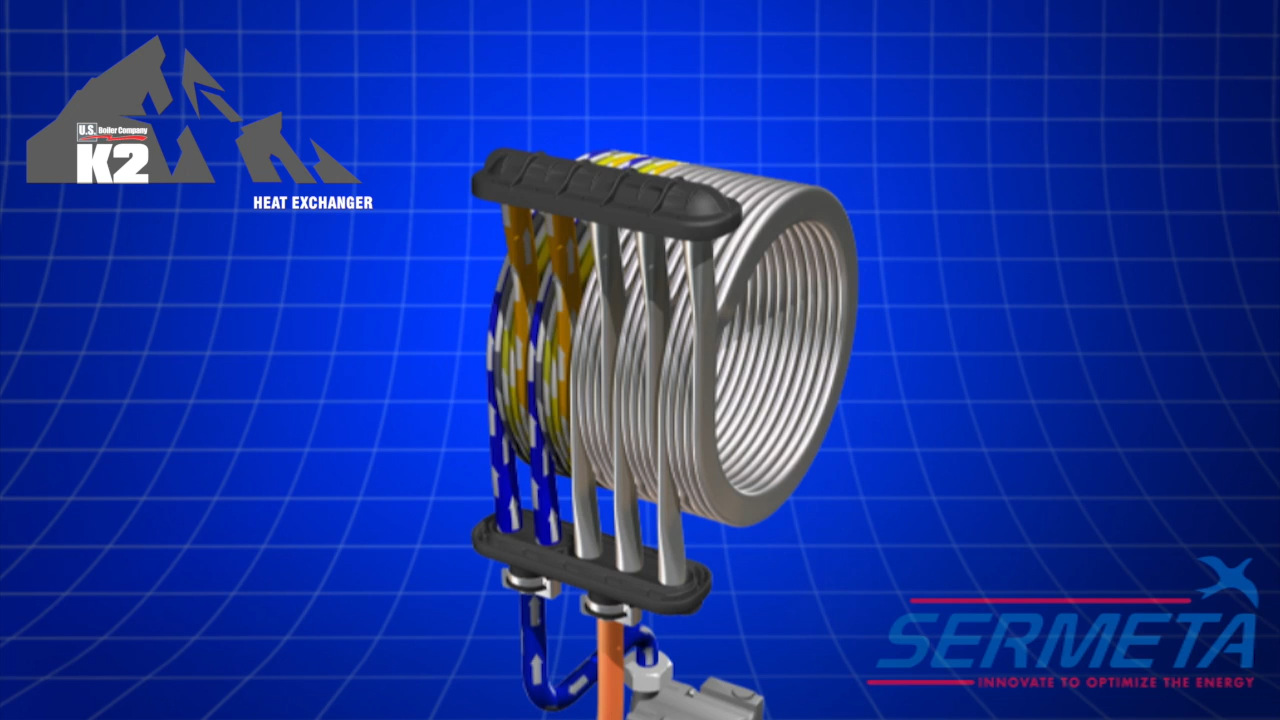 U.S. Boiler Company
K2
HEAT EXCHANGER
SERMETA
INNOVATE TO OPTIMIZE THE ENERGY